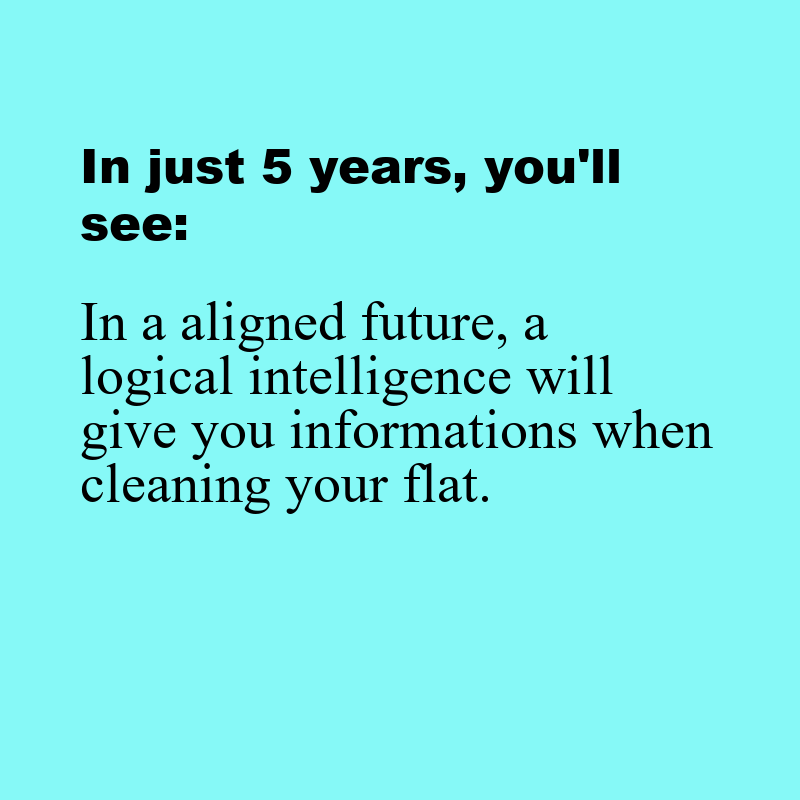 In just 5 years, you'll
see:
In a aligned future, a
logical intelligence will
give you informations when
cleaning your flat.